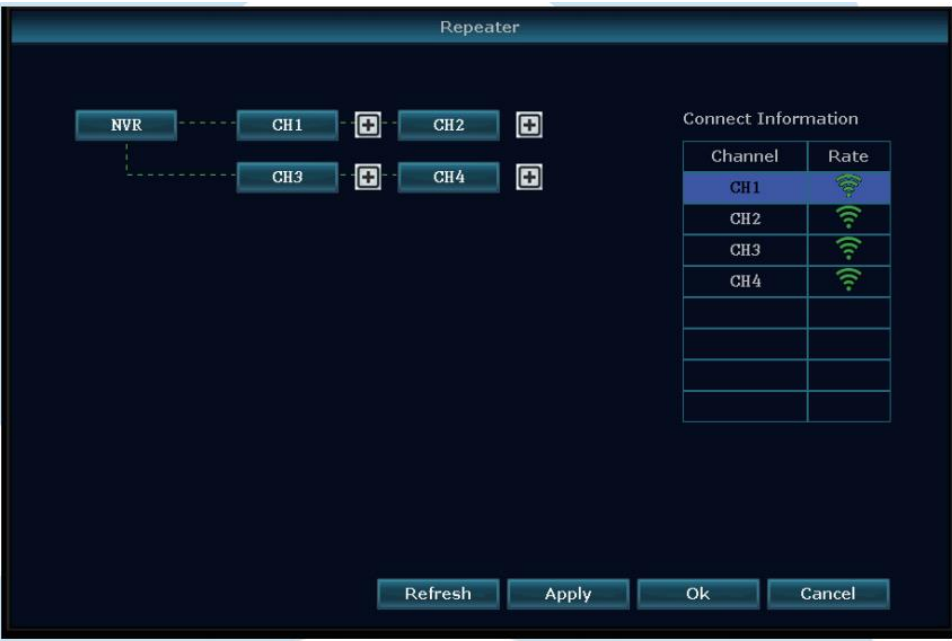 Repeater
NVR CH1 CH2
CH3 CH4
Connect Information
Channel Rate
CH1
CH2
CH3
CH4
Refresh Apply Ok Cancel